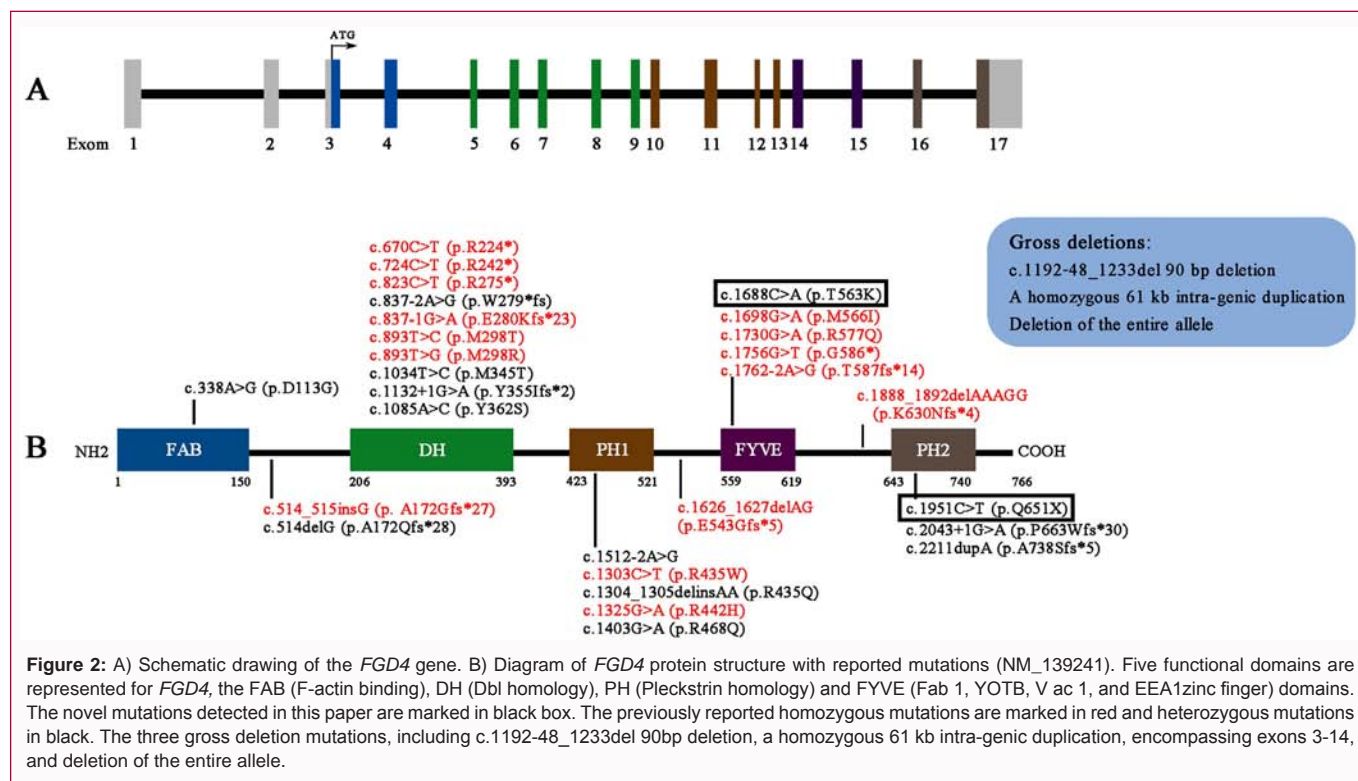 ATG
A
Exom 1 2 3 4 5 6 7 8 9 10 11 12 13 14 15 16 17
Gross deletions:
c.1192-48_1233del 90 bp deletion
A homozygous 61 kb intra-genic duplication
Deletion of the entire allele
c.670C>T (p.R224*)
c.724C>T (p.R242*)
c.823C>T (p.R275*)
c.837-2A>G (p.W279*fs)
c.837-1G>A (p.E280Kfs*23)
c.893T>C (p.M298T)
c.893T>G (p.M298R)
c.1034T>C (p.M345T)
c.1132+1G>A (p.Y355Ifs*2)
c.1085A>C (p.Y362S)
c.338A>G (p.D113G)
c.1688C>A (p.T563K)
c.1698G>A (p.M566I)
c.1730G>A (p.R577Q)
c.1756G>T (p.G586*)
c.1762-2A>G (p.T587fs*14)
c.1888_1892delAAAGG
(p.K630Nfs*4)
B NH2 FAB DH PH1 FYVE PH2 COOH
1 150 206 393 423 521 559 619 643 740 766
c.514_515insG (p. A172Gfs*27)
c.514delG (p.A172Qfs*28)
c.1512-2A>G
c.1303C>T (p.R435W)
c.1304_1305delinsAA (p.R435Q)
c.1325G>A (p.R442H)
c.1403G>A (p.R468Q)
c.1626_1627delAG
(p.E543Gfs*5)
c.1951C>T (p.Q651X)
c.2043+1G>A (p.P663Wfs*30)
c.2211dupA (p.A738Sfs*5)
Figure 2: A) Schematic drawing of the FGD4 gene. B) Diagram of FGD4 protein structure with reported mutations (NM_139241). Five functional domains are
represented for FGD4, the FAB (F-actin binding), DH (Dbl homology), PH (Pleckstrin homology) and FYVE (Fab 1, YOTB, V ac 1, and EEA1zinc finger) domains.
The novel mutations detected in this paper are marked in black box. The previously reported homozygous mutations are marked in red and heterozygous mutations
in black. The three gross deletion mutations, including c.1192-48_1233del 90bp deletion, a homozygous 61 kb intra-genic duplication, encompassing exons 3-14,
and deletion of the entire allele.